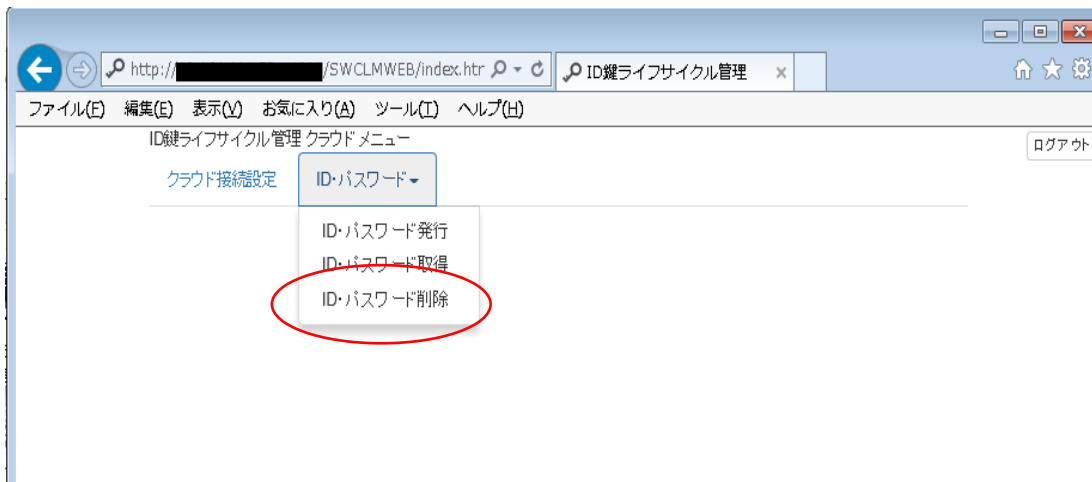 http:// /SWCLMWEB/index.htr
ID鍵ライフサイクル管理
ファイル(F) 編集(E) 表示(V) お気に入り(A) ツール(T) ヘルプ(H)
ID鍵ライフサイクル管理 クラウド メニュー
ログアウト
クラウド接続設定 ID・パスワード
ID・パスワード発行
ID・パスワード取得
ID・パスワード削除